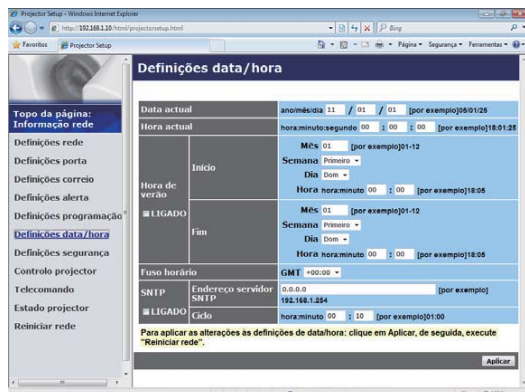 Projector Setup - Windows Internet Explorer
http://192.168.1.10/html/projectorsetup.html
Bing
Favoritos Projector Setup Página Segurança Ferramentas
Definições data/hora
Topo da página:
Informação rede
Definições rede
Definições porta
Definições correio
Definições alerta
Definições programação
Definições data/hora
Definições segurança
Controlo projector
Telecomando
Estado projector
Reiniciar rede
Data actual ano/mês/dia 11 / 01 / 01 [por exemplo]06/01/25
Hora actual hora:minuto:segundo 00 : 00 : 00 [por exemplo]18:01:25
Hora de verão
LIGADO
Início
Mês 01 [por exemplo]01-12
Semana Primeiro
Dia Dom
Hora hora:minuto 00 : 00 [por exemplo]18:05
Fim
Mês 01 [por exemplo]01-12
Semana Primeiro
Dia Dom
Hora hora:minuto 00 : 00 [por exemplo]18:05
Fuso horário GMT +00:00
SNTP
LIGADO
Endereço servidor SNTP 0.0.0.0 [por exemplo]
192.168.1.254
Ciclo hora:minuto 00 : 10 [por exemplo]01:00
Para aplicar as alterações às definições de data/hora: clique em Aplicar, de seguida, execute
"Reiniciar rede".
Aplicar